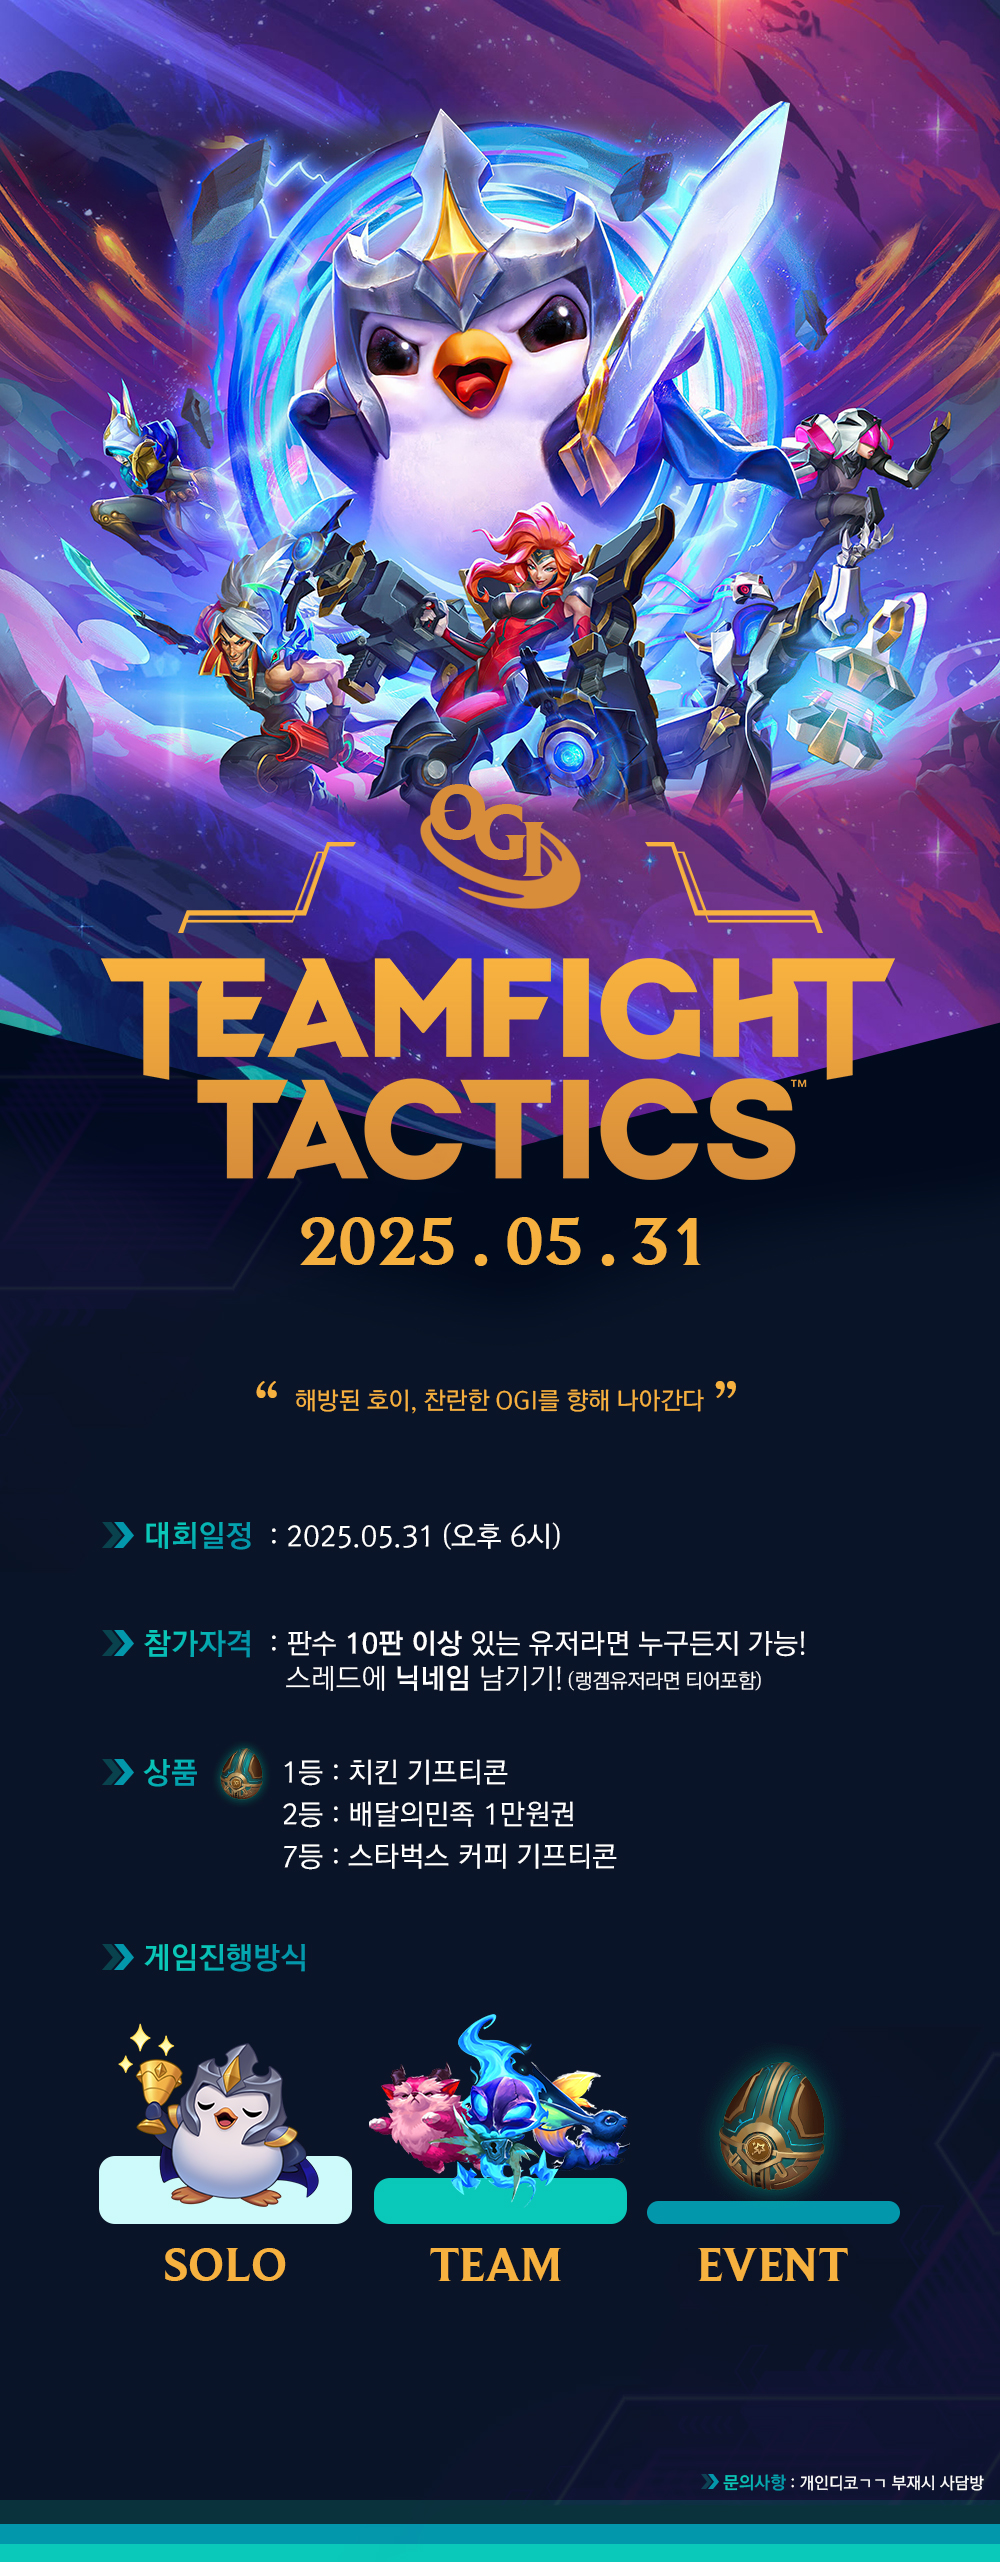 OGI
TEAMFIGHT
TACTICS™
2025 . 05 . 31
“ 해방된 호이, 찬란한 OGI를 향해 나아간다 ”
대회일정 : 2025.05.31 (오후 6시)
참가자격 : 판수 10판 이상 있는 유저라면 누구든지 가능!
스레드에 닉네임 남기기! (랭겜유저라면 티어포함)
상품 1등 : 치킨 기프티콘
2등 : 배달의민족 1만원권
7등 : 스타벅스 커피 기프티콘
게임진행방식
SOLO TEAM EVENT
문의사항 : 개인디코ㄱㄱ 부재시 사담방